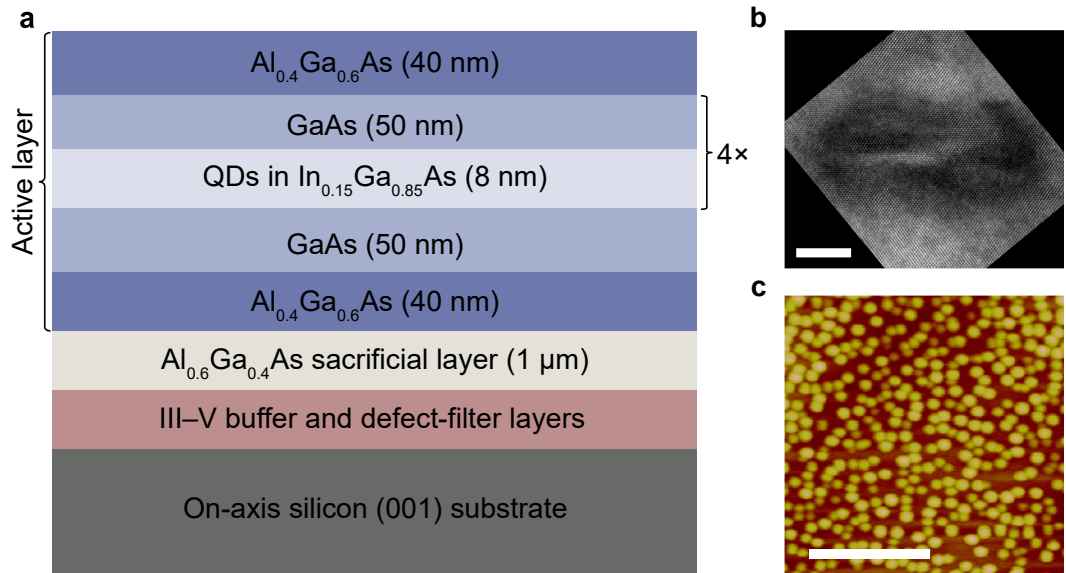 a
Active layer
Al₀.₄Ga₀.₆As (40 nm)
GaAs (50 nm)
QDs in In₀.₁₅Ga₀.₈₅As (8 nm)
4×
GaAs (50 nm)
Al₀.₄Ga₀.₆As (40 nm)
Al₀.₆Ga₀.₄As sacrificial layer (1 µm)
III–V buffer and defect-filter layers
On-axis silicon (001) substrate
b
c